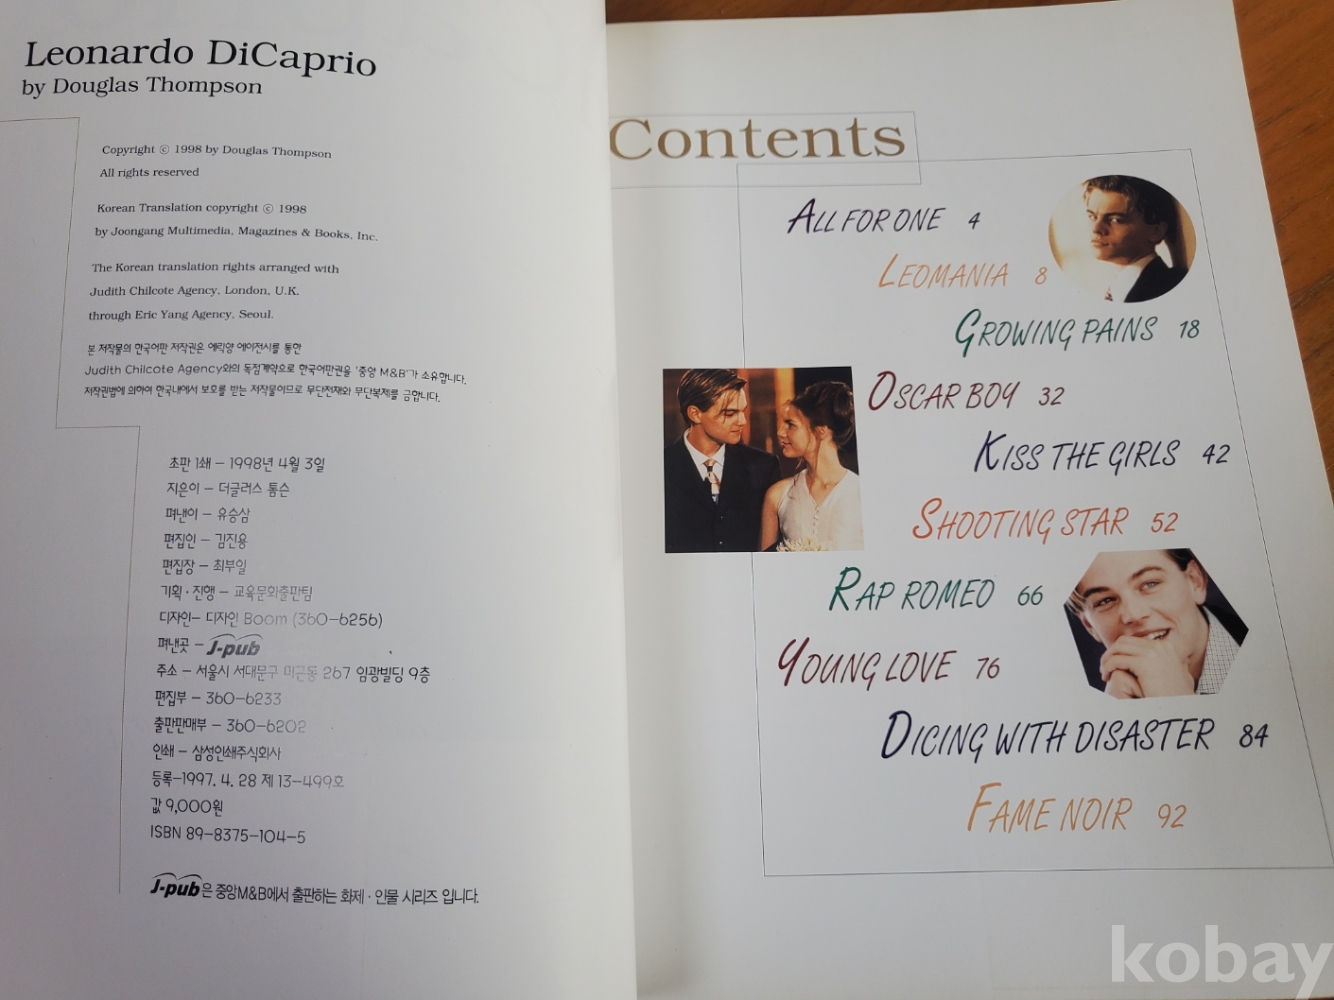 Leonardo DiCaprio
by Douglas Thompson
Copyright © 1998 by Douglas Thompson
All rights reserved
Korean Translation copyright © 1998
by Joongang Multimedia, Magazines & Books, Inc.
The Korean translation rights arranged with
Judith Chilcote Agency, London, U.K.
through Eric Yang Agency, Seoul.
본 저작물의 한국어판 저작권은 에릭양 에이전시를 통한
Judith Chilcote Agency와의 독점계약으로 한국어판권을 '중앙 M&B'가 소유합니다.
저작권법에 의하여 한국내에서 보호를 받는 저작물이므로 무단전재와 무단복제를 금합니다.
초판 1쇄 – 1998년 4월 3일
지은이 – 더글러스 톰슨
펴낸이 – 유승삼
편집인 – 김진용
편집장 – 최부일
기획·진행 – 교육문화출판팀
디자인– 디자인 Boom (360-6256)
펴낸곳 – J-pub
주소 – 서울시 서대문구 미근동 267 임광빌딩 9층
편집부 – 360-6233
출판판매부 – 360-6202
인쇄 – 삼성인쇄주식회사
등록–1997. 4. 28 제 13-499호
값 9,000원
ISBN 89-8375-104-5
J-pub은 중앙M&B에서 출판하는 화제·인물 시리즈 입니다.
Contents
ALL FOR ONE 4
LEOMANIA 8
GROWING PAINS 18
OSCAR BOY 32
KISS THE GIRLS 42
SHOOTING STAR 52
RAP ROMEO 66
YOUNG LOVE 76
DICING WITH DISASTER 84
FAME NOIR 92
kobay